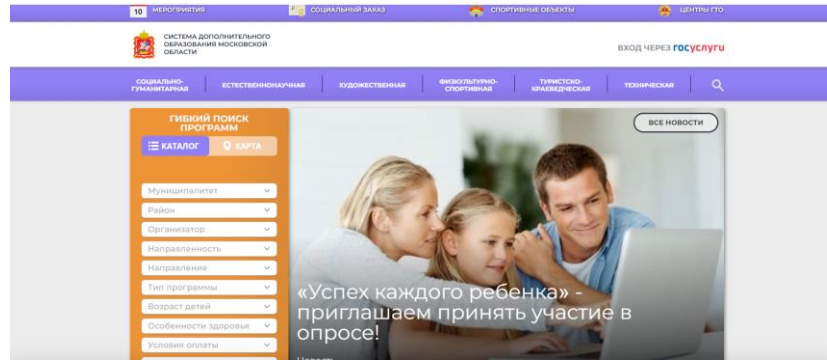 10 МЕРОПРИЯТИЯ
СОЦИАЛЬНЫЙ ЗАКАЗ
СПОРТИВНЫЕ ОБЪЕКТЫ
ЦЕНТРЫ ГТО
СИСТЕМА ДОПОЛНИТЕЛЬНОГО
ОБРАЗОВАНИЯ МОСКОВСКОЙ
ОБЛАСТИ
ВХОД ЧЕРЕЗ госуслуги
СОЦИАЛЬНО-
ГУМАНИТАРНАЯ
ЕСТЕСТВЕННОНАУЧНАЯ
ХУДОЖЕСТВЕННАЯ
ФИЗКУЛЬТУРНО-
СПОРТИВНАЯ
ТУРИСТСКО-
КРАЕВЕДЧЕСКАЯ
ТЕХНИЧЕСКАЯ
ГИБКИЙ ПОИСК
ПРОГРАММ
КАТАЛОГ
КАРТА
Муниципалитет
Район
Организатор
Направленность
Направление
Тип программы
Возраст детей
Особенности здоровья
Условия оплаты
ВСЕ НОВОСТИ
«Успех каждого ребенка» -
приглашаем принять участие в
опросе!